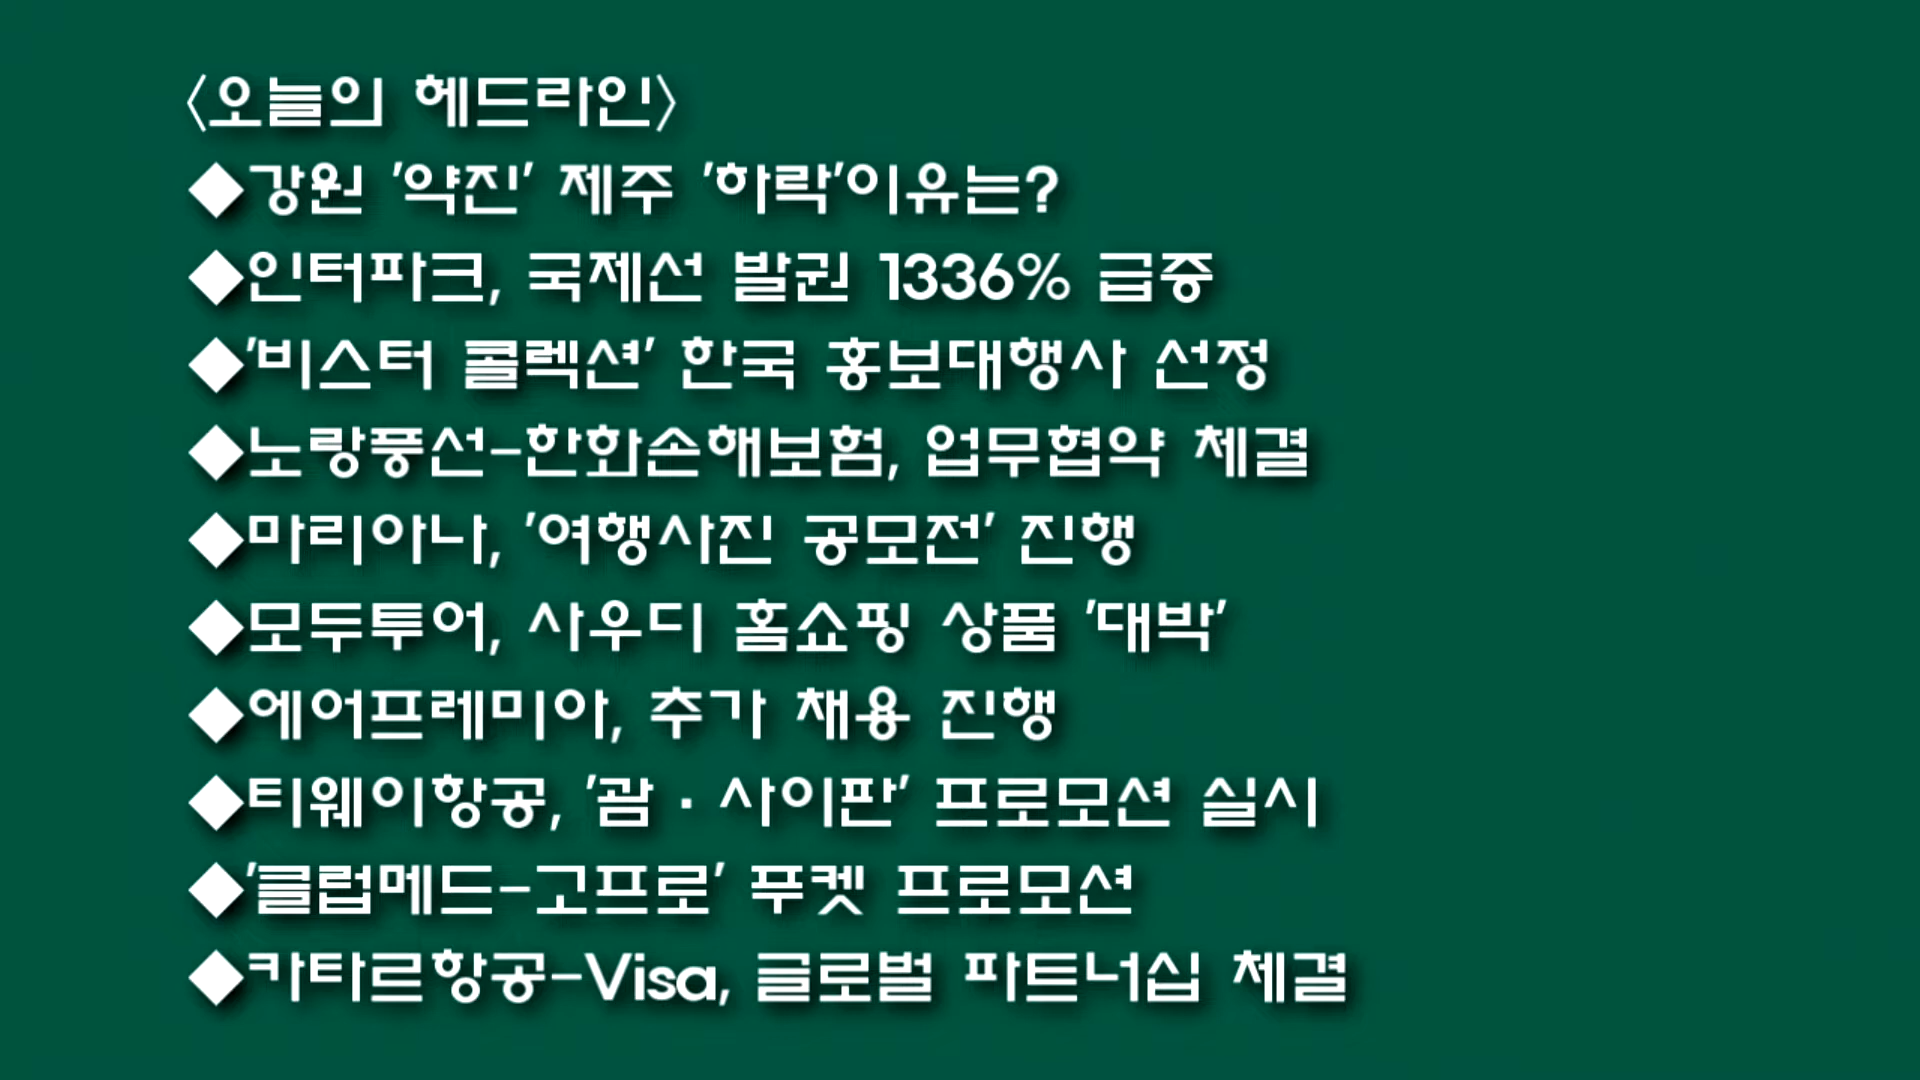 〈오늘의 헤드라인〉
◆강원 '약진' 제주 '하락'이유는?
◆인터파크, 국제선 발권 1336% 급증
◆'비스터 콜렉션' 한국 홍보대행사 선정
◆노랑풍선-한화손해보험, 업무협약 체결
◆마리아나, '여행사진 공모전' 진행
◆모두투어, 사우디 홈쇼핑 상품 '대박'
◆에어프레미아, 추가 채용 진행
◆티웨이항공, '괌 · 사이판' 프로모션 실시
◆'클럽메드-고프로' 푸켓 프로모션
◆카타르항공-Visa, 글로벌 파트너십 체결